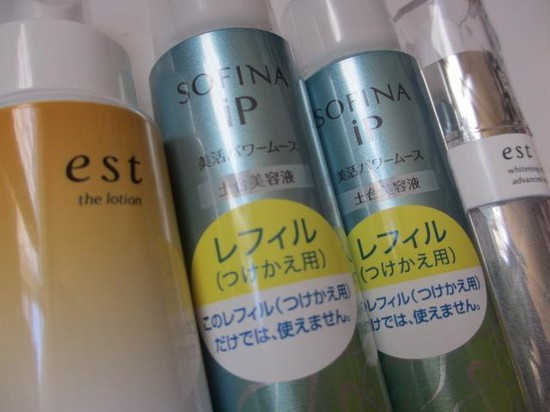 est
the lotion
SOFINA
iP
美活パワームース
土台美容液
レフィル
(つけかえ用)
このレフィル(つけかえ用)
だけでは、使えません。
SOFINA
iP
美活パワームース
土台美容液
レフィル
(つけかえ用)
のレフィル(つけかえ用)
けでは、使えません。
est
whitening
advanced